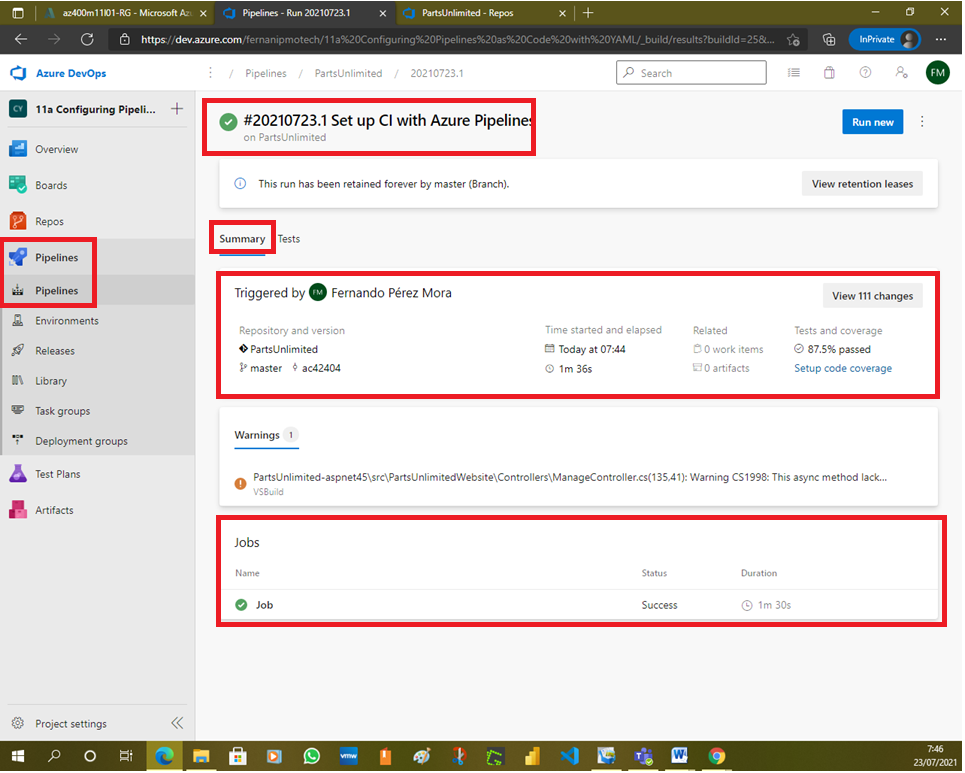 az400m11l01-RG - Microsoft Az
Pipelines - Run 20210723.1
PartsUnlimited - Repos
https://dev.azure.com/fernanipmotech/11a%20Configuring%20Pipelines%20as%20Code%20with%20YAML/_build/results?buildId=25&...
InPrivate
Azure DevOps
/ Pipelines / PartsUnlimited / 20210723.1
Search
FM
CY 11a Configuring Pipeli...
Overview
Boards
Repos
Pipelines
Pipelines
Environments
Releases
Library
Task groups
Deployment groups
Test Plans
Artifacts
Project settings
#20210723.1 Set up CI with Azure Pipelines
on PartsUnlimited
Run new
This run has been retained forever by master (Branch).
View retention leases
Summary Tests
Triggered by FM Fernando Pérez Mora
View 111 changes
Repository and version
PartsUnlimited
master ac42404
Time started and elapsed
Today at 07:44
1m 36s
Related
0 work items
0 artifacts
Tests and coverage
87.5% passed
Setup code coverage
Warnings 1
PartsUnlimited-aspnet45\src\PartsUnlimitedWebsite\Controllers\ManageController.cs(135,41): Warning CS1998: This async method lack...
VSBuild
Jobs
Name Status Duration
Job Success 1m 30s
vmw
7:46
23/07/2021